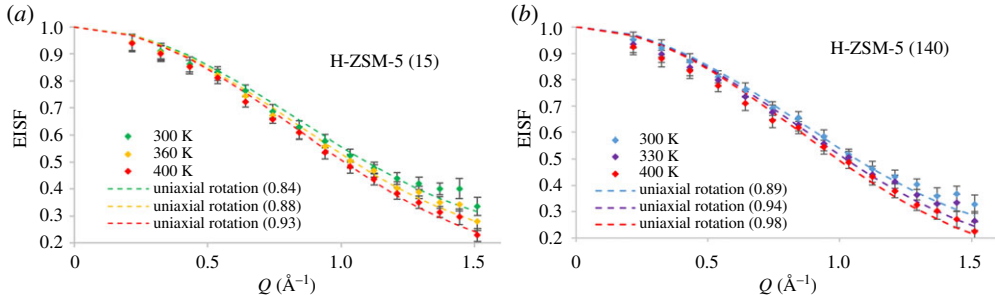 (a)
1.0
0.9
0.8
0.7
0.6
0.5
0.4
0.3
0.2
EISF
H-ZSM-5 (15)
300 K
360 K
400 K
uniaxial rotation (0.84)
uniaxial rotation (0.88)
uniaxial rotation (0.93)
0 0.5 1.0 1.5
Q (Å⁻¹)
(b)
1.0
0.9
0.8
0.7
0.6
0.5
0.4
0.3
0.2
EISF
H-ZSM-5 (140)
300 K
330 K
400 K
uniaxial rotation (0.89)
uniaxial rotation (0.94)
uniaxial rotation (0.98)
0 0.5 1.0 1.5
Q (Å⁻¹)